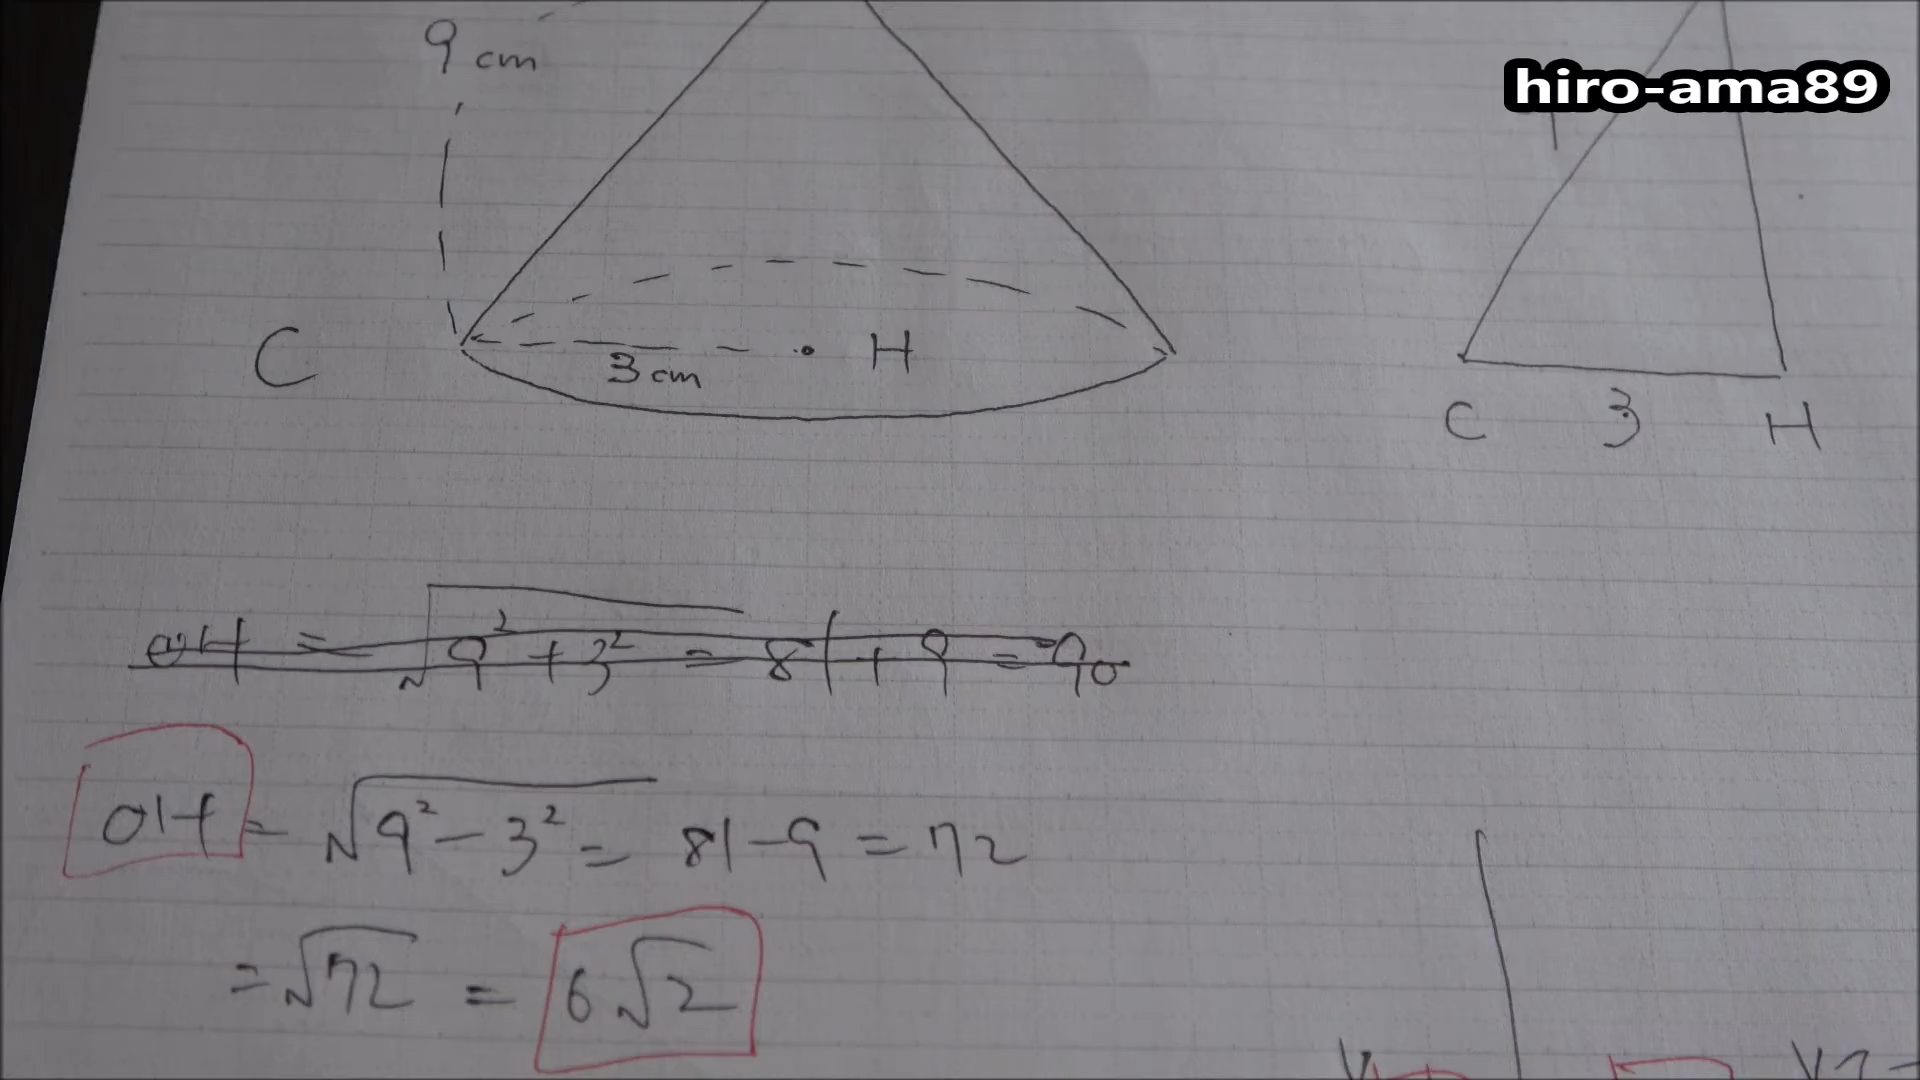 9 cm
hiro-ama89
C 3 cm H
C 3 H
OH = √9² + 3² = 81 + 9 = 90
OH = √9² - 3² = 81 - 9 = 72
= √72 = 6√2